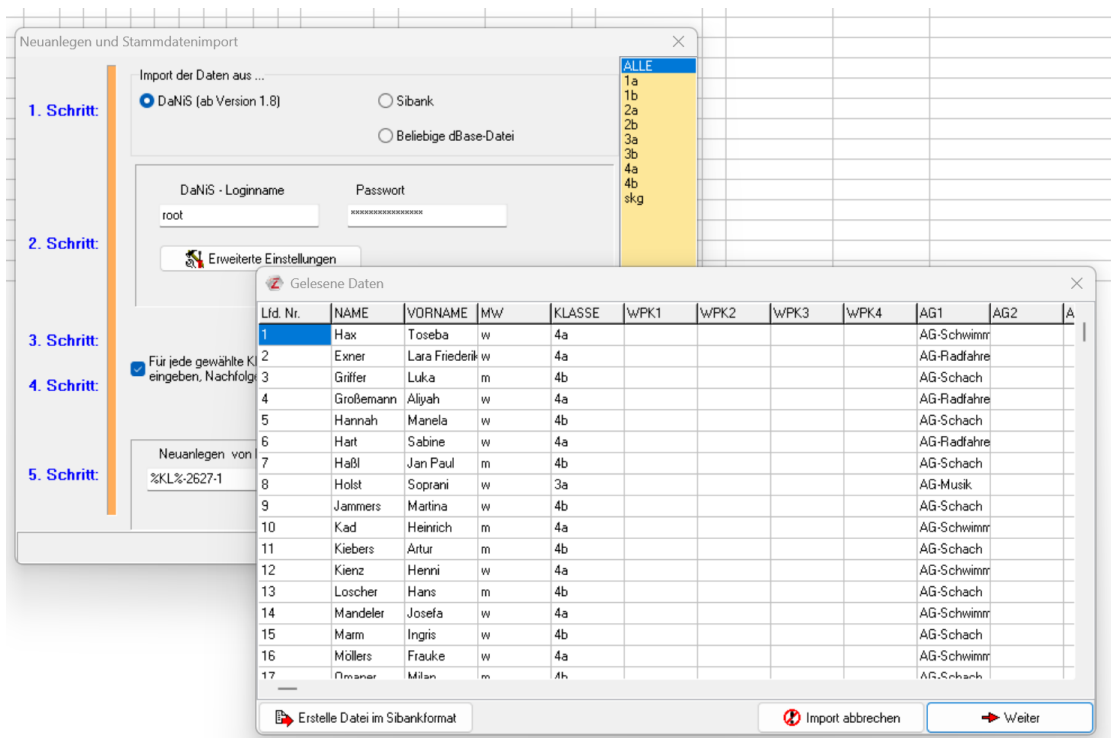 Neuanlegen und Stammdatenimport
Import der Daten aus ...
1. Schritt:
DaNiS (ab Version 1.8)
Sibank
Beliebige dBase-Datei
ALLE
1a
1b
2a
2b
3a
3b
4a
4b
skg
2. Schritt:
DaNiS - Loginname Passwort
root ****************
Erweiterte Einstellungen
3. Schritt:
4. Schritt:
Für jede gewählte
eingeben,
5. Schritt:
Neuanlegen von
%KL%-2627-1
Gelesene Daten
Lfd. Nr. NAME VORNAME MW KLASSE WPK1 WPK2 WPK3 WPK4 AG1 AG2 A
1 Hax Toseba w 4a AG-Schwimm
2 Exner Lara Friederik w 4a AG-Radfahre
3 Griffer Luka m 4b AG-Schach
4 Großemann Aliyah w 4a AG-Radfahre
5 Hannah Manela w 4b AG-Schach
6 Hart Sabine w 4a AG-Radfahre
7 Haßl Jan Paul m 4b AG-Schach
8 Holst Soprani w 3a AG-Musik
9 Jammers Martina w 4b AG-Schach
10 Kad Heinrich m 4a AG-Schwimm
11 Kiebers Artur m 4b AG-Schach
12 Kienz Henni w 4a AG-Schwimm
13 Loscher Hans m 4b AG-Schach
14 Mandeler Josefa w 4a AG-Schwimm
15 Marm Ingris w 4b AG-Schach
16 Möllers Frauke w 4a AG-Schwimm
17 Omaner Milan m 4b AG-Schach
Erstelle Datei im Sibankformat
Import abbrechen
Weiter